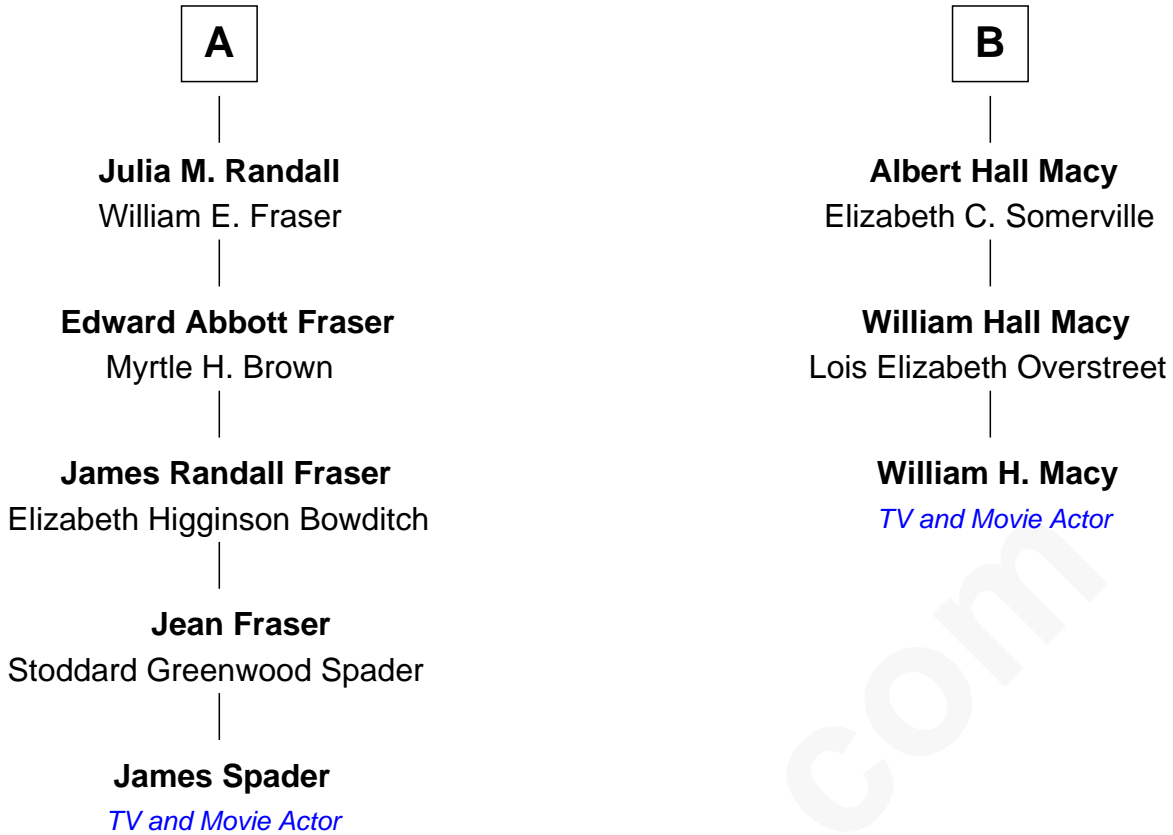 A
Julia M. Randall
William E. Fraser
Edward Abbott Fraser
Myrtle H. Brown
James Randall Fraser
Elizabeth Higginson Bowditch
Jean Fraser
Stoddard Greenwood Spader
James Spader
TV and Movie Actor
B
Albert Hall Macy
Elizabeth C. Somerville
William Hall Macy
Lois Elizabeth Overstreet
William H. Macy
TV and Movie Actor
com